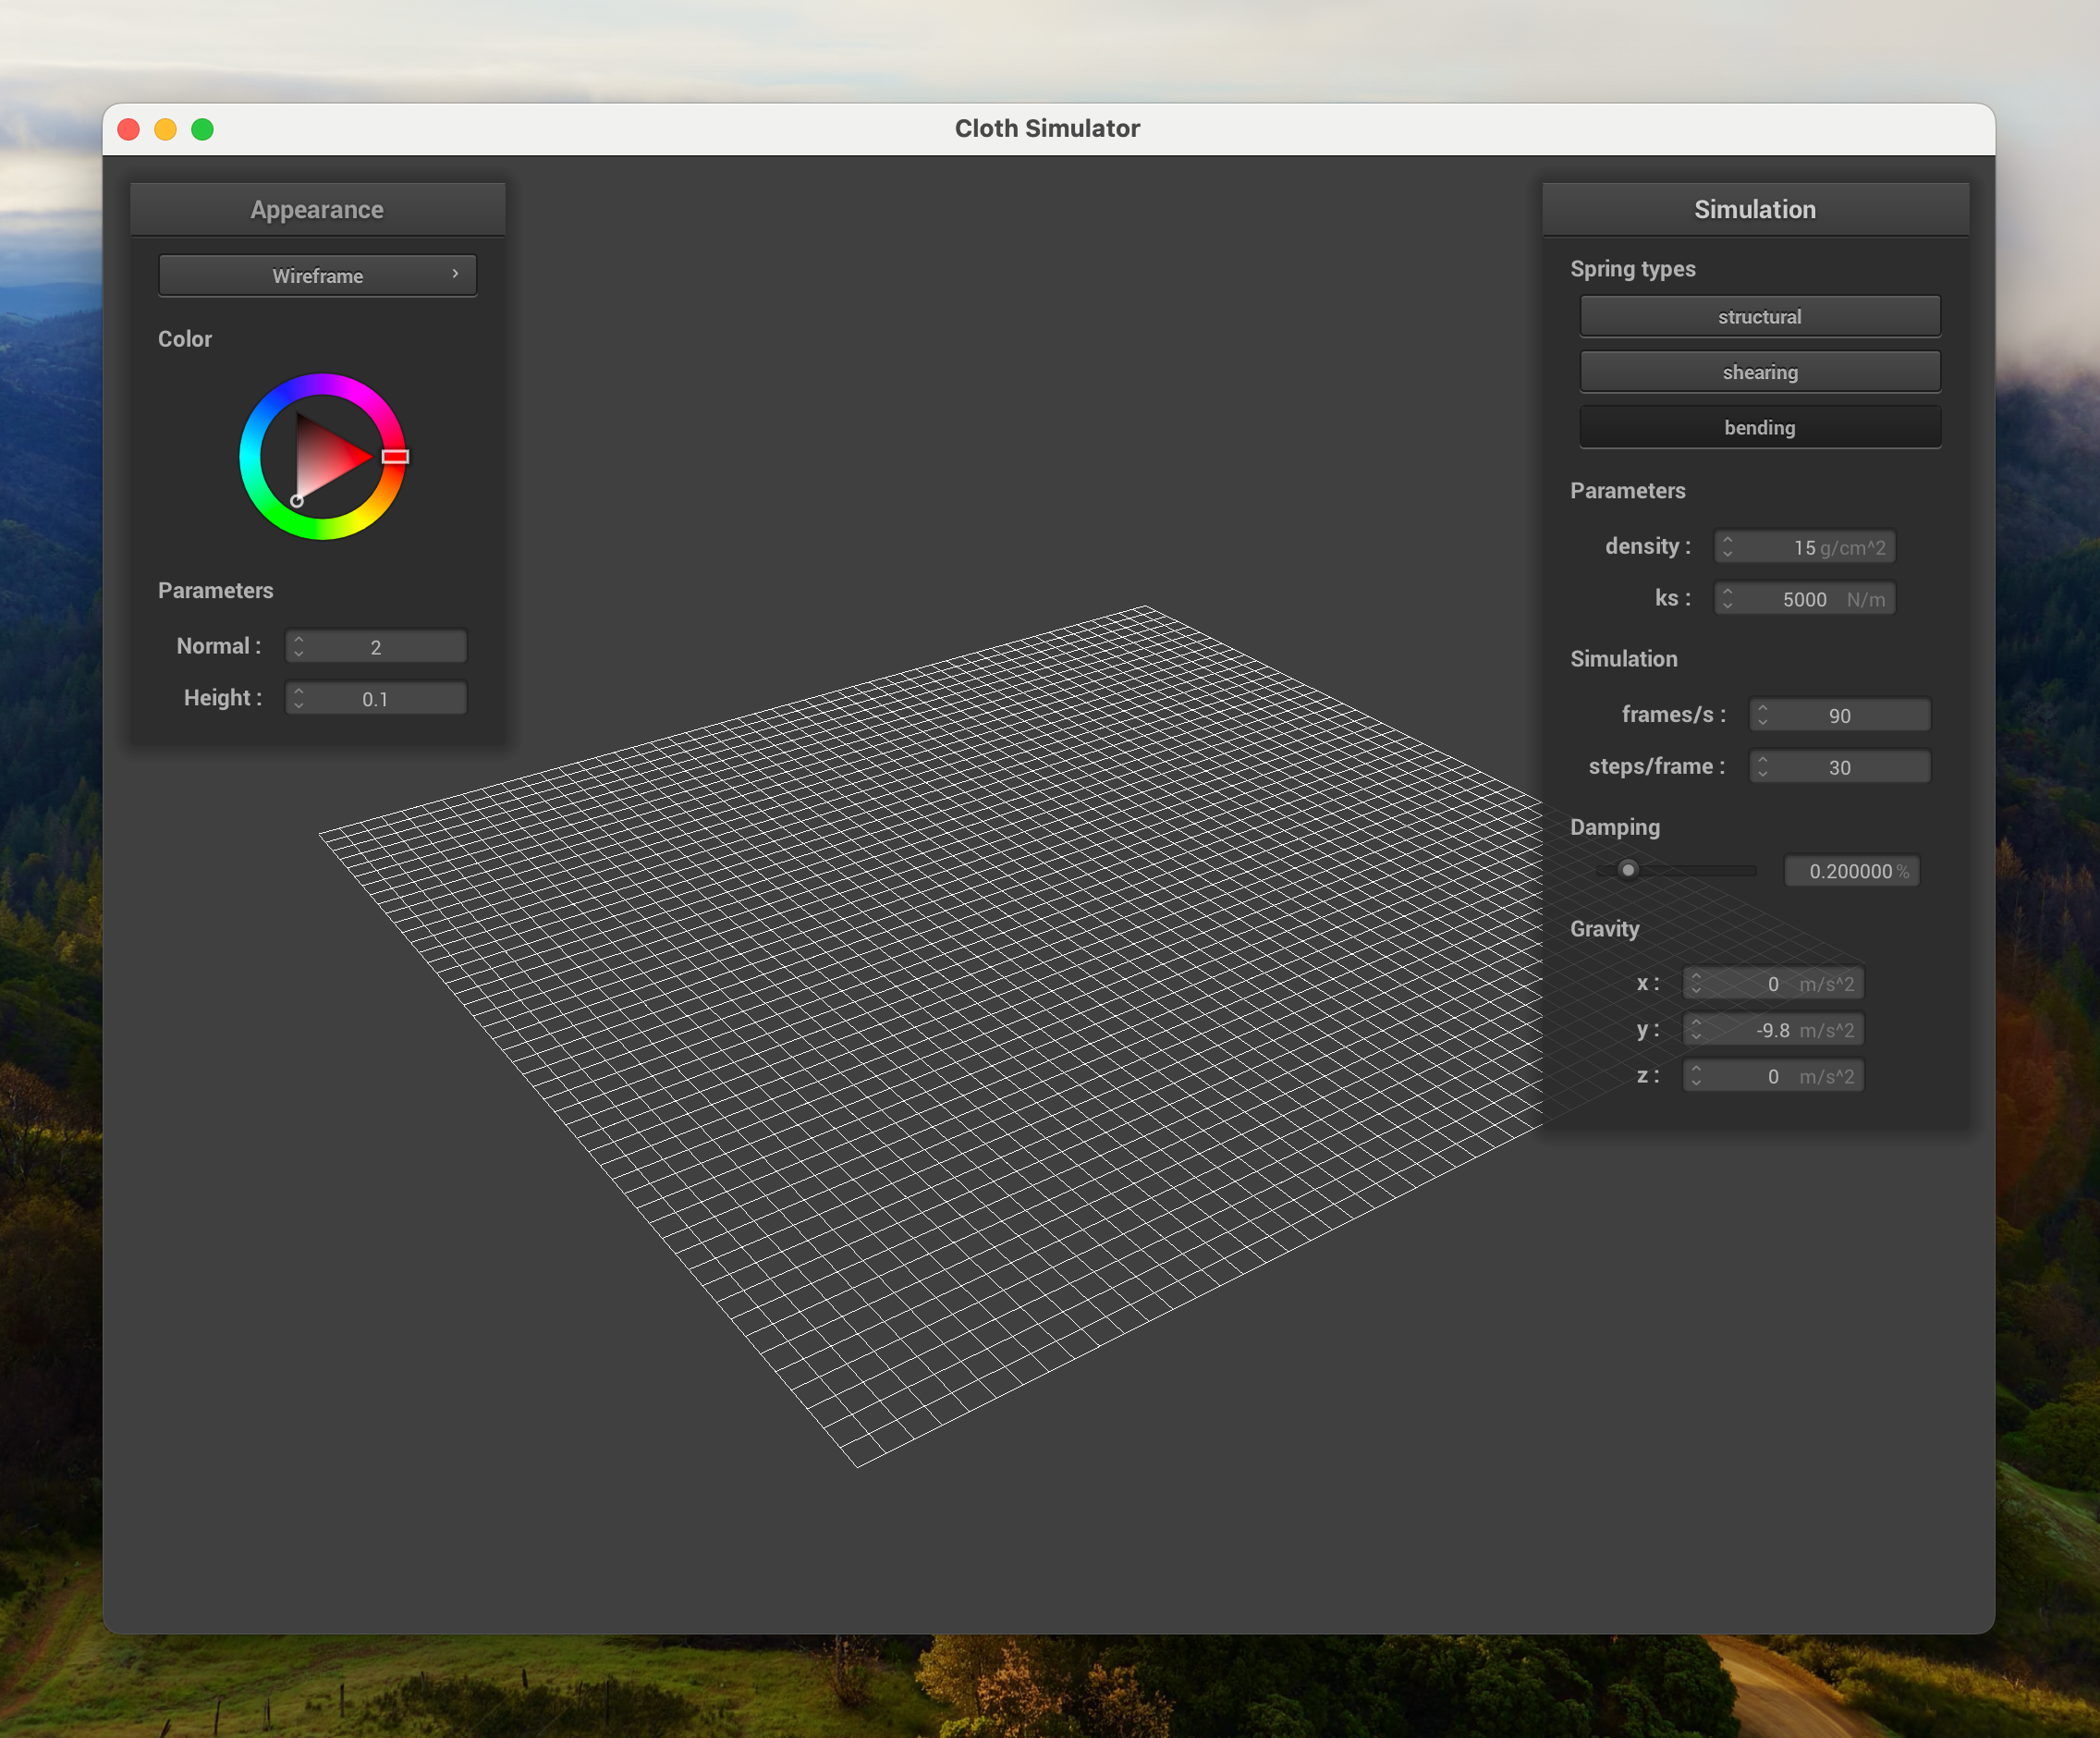 Cloth Simulator
Appearance
Wireframe
Color
Parameters
Normal : 2
Height : 0.1
Simulation
Spring types
structural
shearing
bending
Parameters
density : 15 g/cm^2
ks : 5000 N/m
Simulation
frames/s : 90
steps/frame : 30
Damping
0.200000 %
Gravity
x : 0 m/s^2
y : -9.8 m/s^2
z : 0 m/s^2